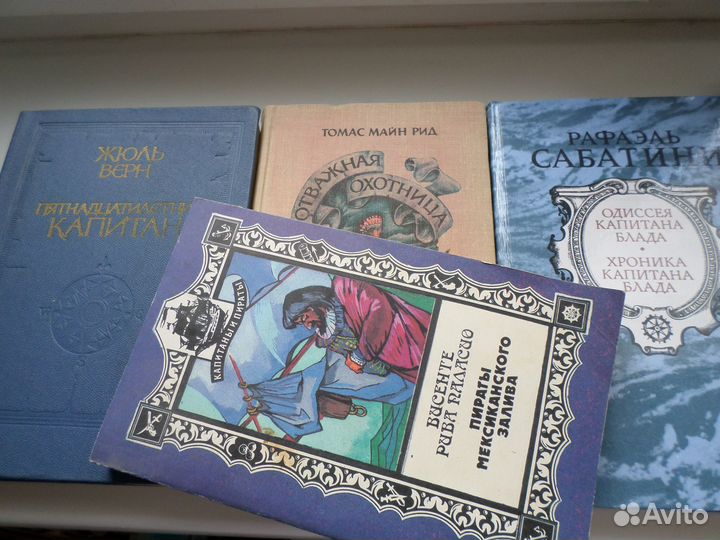 ЖЮЛЬ
ВЕРН
ПЯТНАДЦАТИЛЕТНИ
КАПИТАН
ТОМАС МАЙН РИД
ОТВАЖНАЯ
ОХОТНИЦА
РАФАЭЛЬ
САБАТИНИ
ОДИССЕЯ
КАПИТАНА
БЛАДА
•
ХРОНИКА
КАПИТАНА
БЛАДА
КАПИТАНЫ И ПИРАТЫ
ВИСЕНТЕ
РИВА ПАЛАСИО
ПИРАТЫ
МЕКСИКАНСКОГО
ЗАЛИВА
Avito